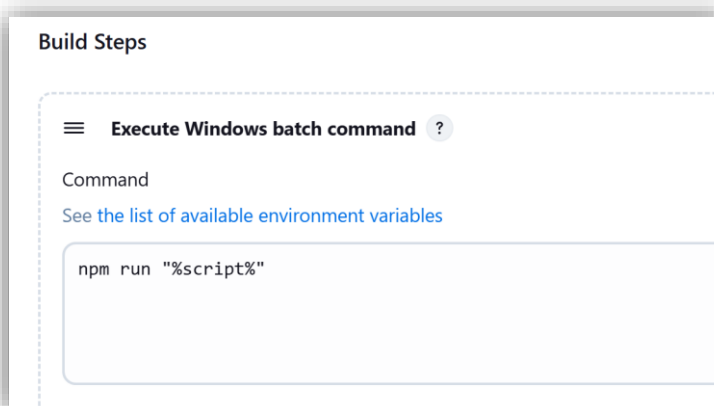 Build Steps
Execute Windows batch command ?
Command
See the list of available environment variables
npm run "%script%"